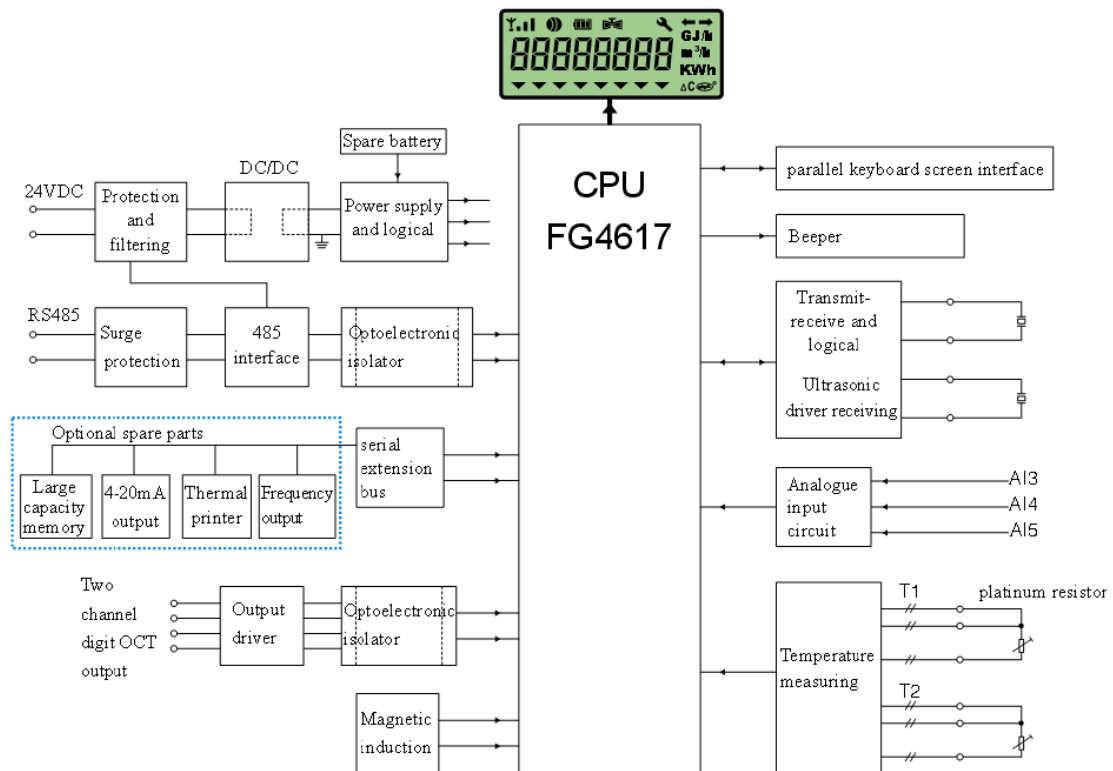 88888888
GJ/h
m³/h
KWh
CPU
FG4617
Spare battery
DC/DC
24VDC
Protection
and
filtering
Power supply
and logical
RS485
Surge
protection
485
interface
Optoelectronic
isolator
Optional spare parts
Large
capacity
memory
4-20mA
output
Thermal
printer
Frequency
output
serial
extension
bus
Two
channel
digit OCT
output
Output
driver
Optoelectronic
isolator
Magnetic
induction
parallel keyboard screen interface
Beeper
Transmit-
receive and
logical
Ultrasonic
driver receiving
Analogue
input
circuit
AI3
AI4
AI5
Temperature
measuring
T1
platinum resistor
T2